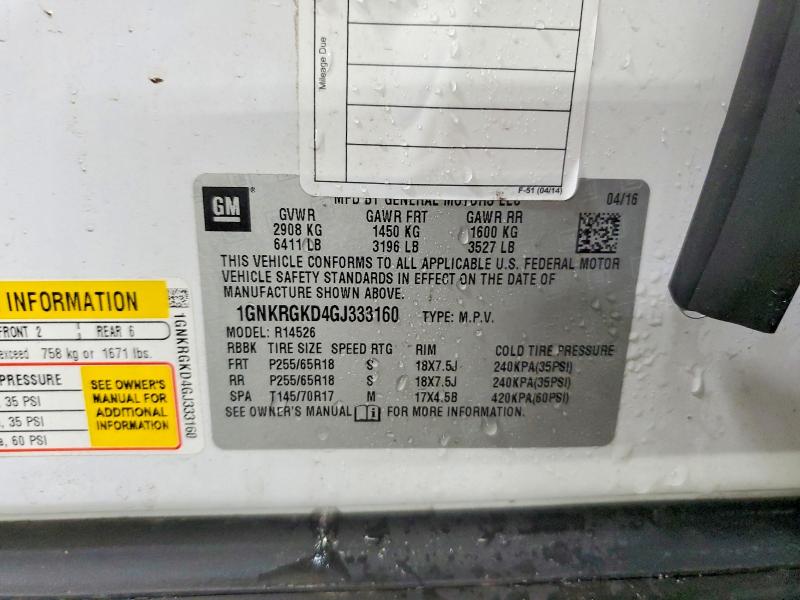 Mileage Due
F-51 (04/14)
MFD BY GENERAL MOTORS LLC
04/16
GM
GVWR GAWR FRT GAWR RR
2908 KG 1450 KG 1600 KG
6411 LB 3196 LB 3527 LB
THIS VEHICLE CONFORMS TO ALL APPLICABLE U.S. FEDERAL MOTOR
VEHICLE SAFETY STANDARDS IN EFFECT ON THE DATE OF
MANUFACTURE SHOWN ABOVE.
1GNKRGKD4GJ333160 TYPE: M.P.V.
MODEL: R14526
RBBK TIRE SIZE SPEED RTG RIM COLD TIRE PRESSURE
FRT P255/65R18 S 18X7.5J 240KPA(35PSI)
RR P255/65R18 S 18X7.5J 240KPA(35PSI)
SPA T145/70R17 M 17X4.5B 420KPA(60PSI)
SEE OWNER'S MANUAL FOR MORE INFORMATION.
INFORMATION
FRONT 2 REAR 6
exceed 758 kg or 1671 lbs.
PRESSURE
35 PSI
35 PSI
60 PSI
SEE OWNER'S
MANUAL FOR
ADDITIONAL
INFORMATION
1GNKRGKD4GJ333160